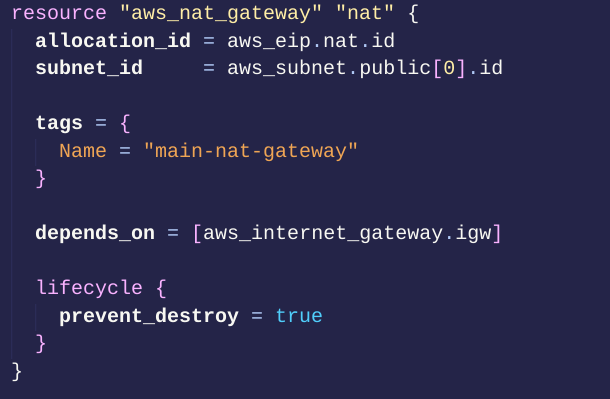 resource "aws_nat_gateway" "nat" {
  allocation_id = aws_eip.nat.id
  subnet_id     = aws_subnet.public[0].id

  tags = {
    Name = "main-nat-gateway"
  }

  depends_on = [aws_internet_gateway.igw]

  lifecycle {
    prevent_destroy = true
  }
}